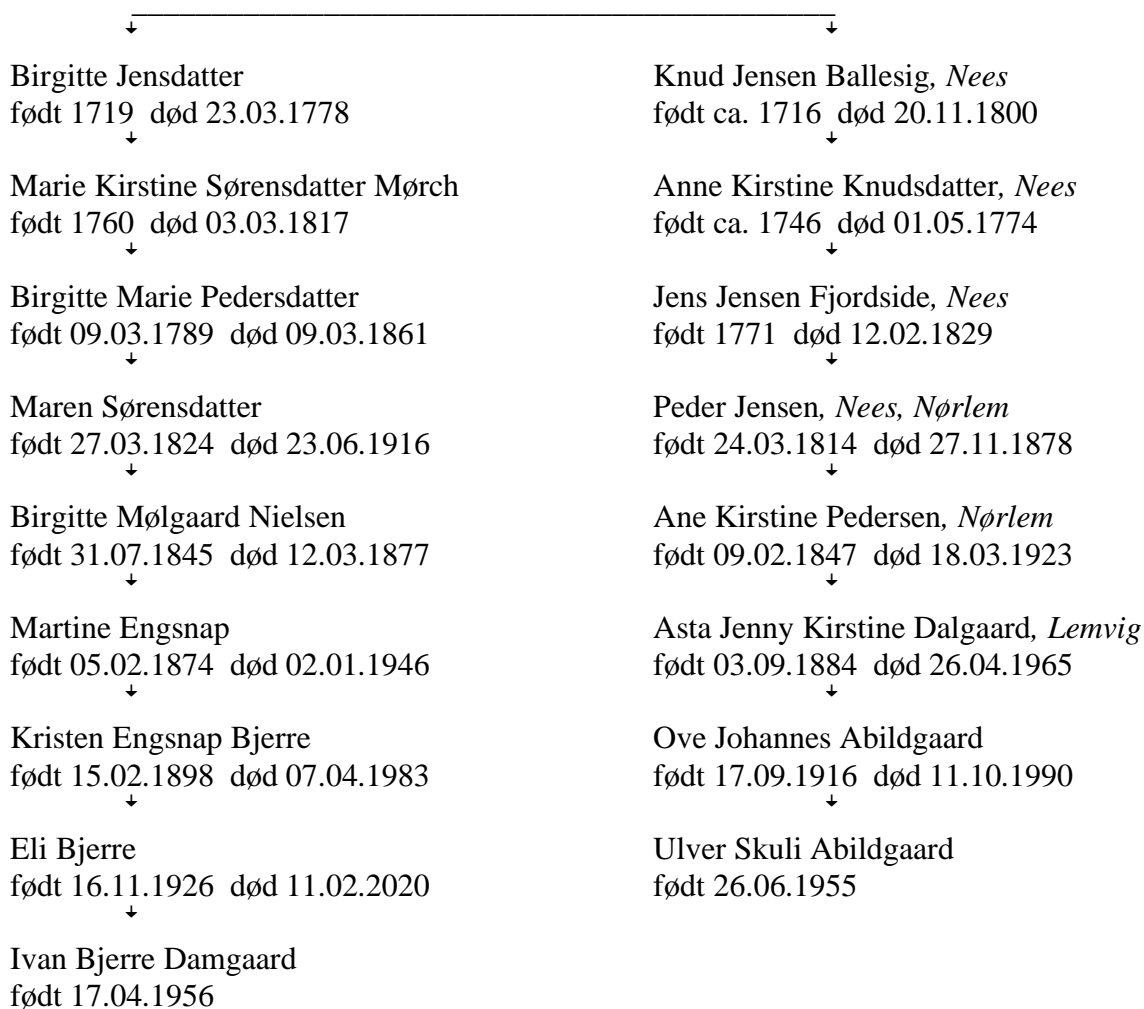 Birgitte Jensdatter
født 1719 død 23.03.1778
Marie Kirstine Sørensdatter Mørch
født 1760 død 03.03.1817
Birgitte Marie Pedersdatter
født 09.03.1789 død 09.03.1861
Maren Sørensdatter
født 27.03.1824 død 23.06.1916
Birgitte Mølgaard Nielsen
født 31.07.1845 død 12.03.1877
Martine Engsnap
født 05.02.1874 død 02.01.1946
Kristen Engsnap Bjerre
født 15.02.1898 død 07.04.1983
Eli Bjerre
født 16.11.1926 død 11.02.2020
Ivan Bjerre Damgaard
født 17.04.1956
Knud Jensen Ballesig, Nees
født ca. 1716 død 20.11.1800
Anne Kirstine Knudsdatter, Nees
født ca. 1746 død 01.05.1774
Jens Jensen Fjordside, Nees
født 1771 død 12.02.1829
Peder Jensen, Nees, Nørlem
født 24.03.1814 død 27.11.1878
Ane Kirstine Pedersen, Nørlem
født 09.02.1847 død 18.03.1923
Asta Jenny Kirstine Dalgaard, Lemvig
født 03.09.1884 død 26.04.1965
Ove Johannes Abildgaard
født 17.09.1916 død 11.10.1990
Ulver Skuli Abildgaard
født 26.06.1955